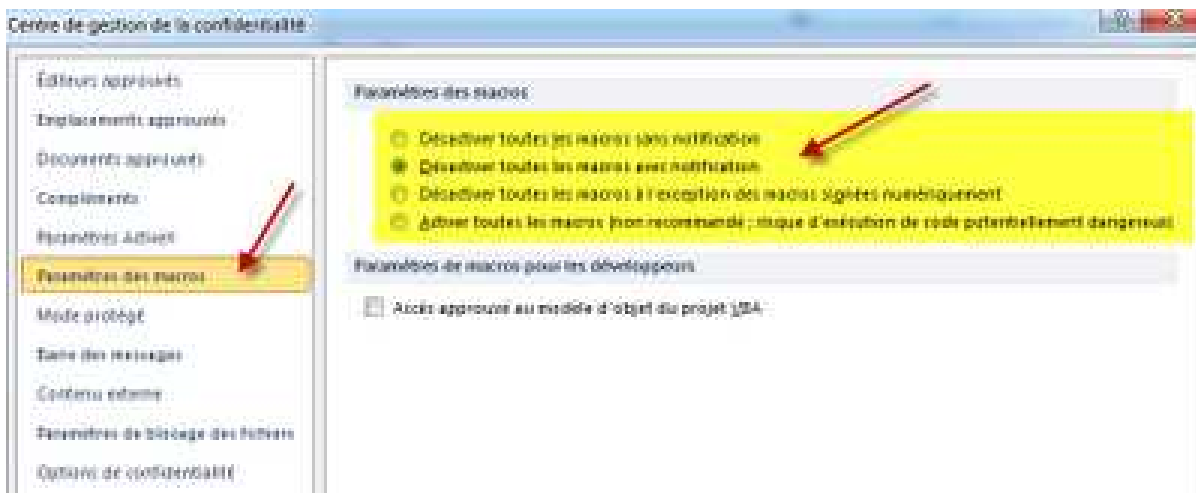 Centre de gestion de la confidentialité
Éditeurs approuvés
Emplacements approuvés
Documents approuvés
Compléments
Paramètres ActiveX
Paramètres des macros
Mode protégé
Barre des messages
Contenu externe
Paramètres de blocage des fichiers
Options de confidentialité
Paramètres des macros
Désactiver toutes les macros sans notification
Désactiver toutes les macros avec notification
Désactiver toutes les macros à l'exception des macros signées numériquement
Activer toutes les macros (non recommandé ; risque d'exécution de code potentiellement dangereux)
Paramètres de macros pour les développeurs
Accès approuvé au modèle d'objet du projet VBA